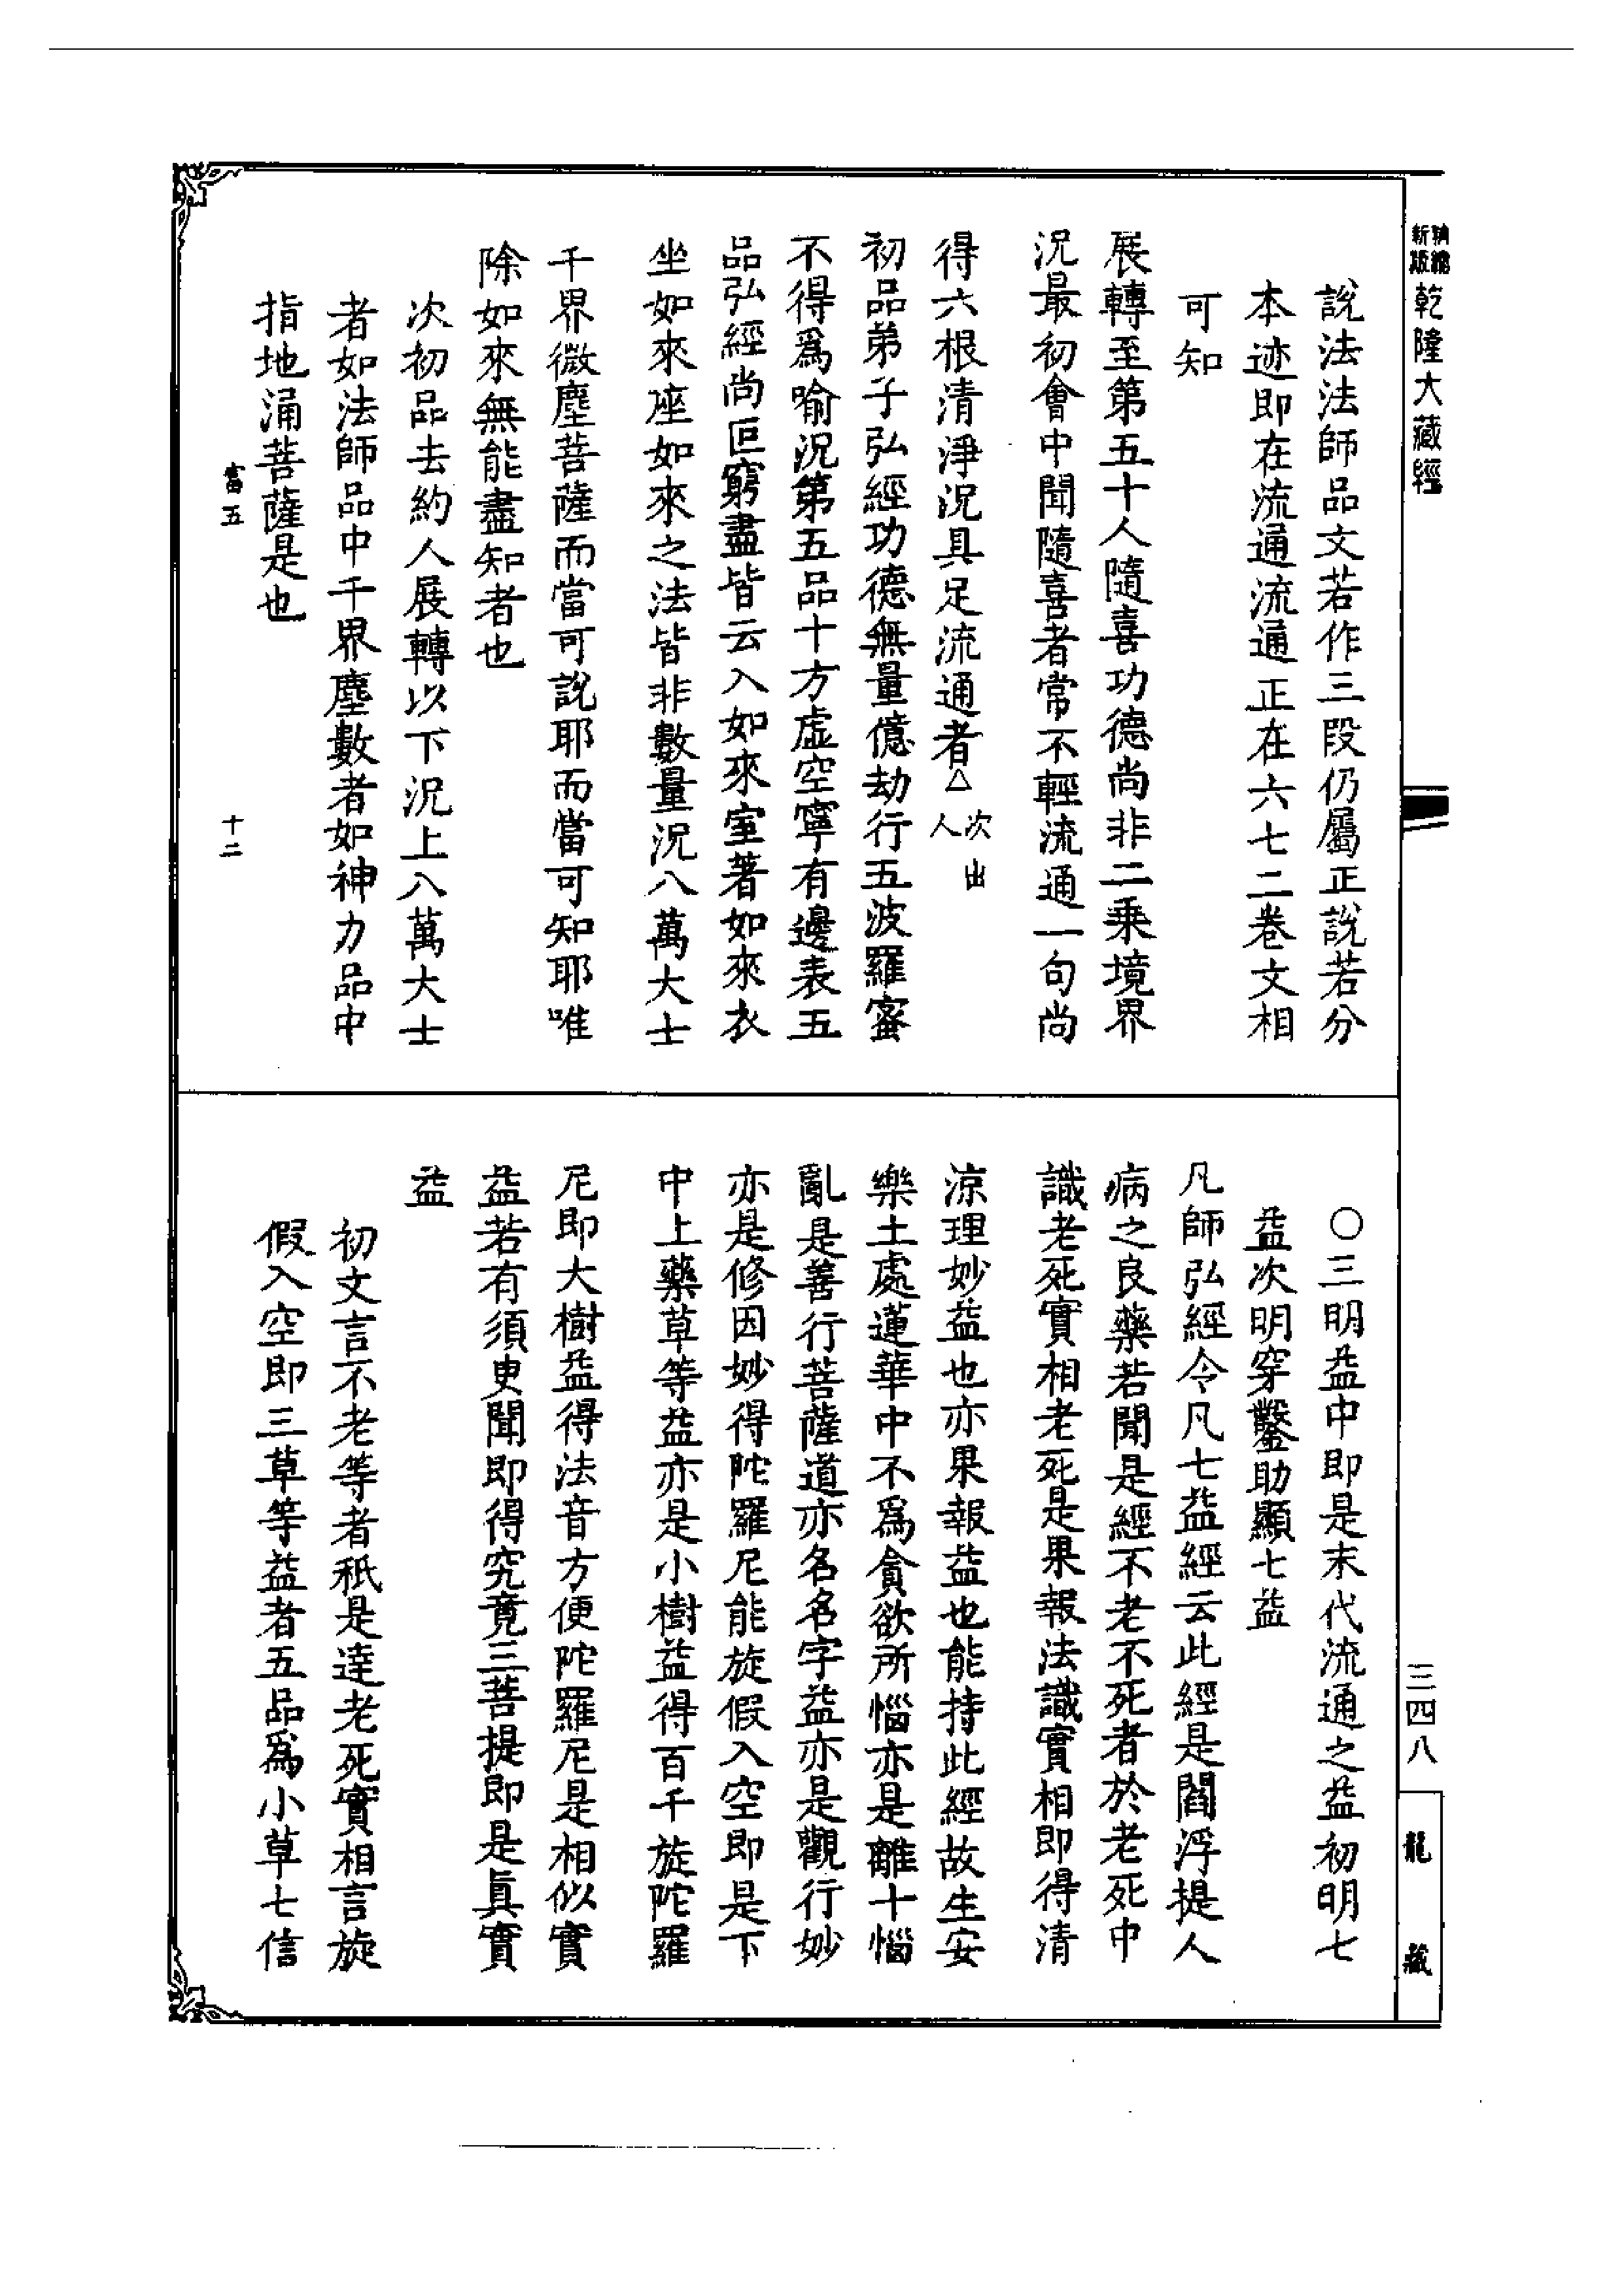 新編縮版乾隆大藏經
說法法師品文若作三段仍屬正說若分
本迹即在流通流通正在六七二卷文相
可知
展轉至第五十人隨喜功德尚非二乘境界
況最初會中聞隨喜者常不輕流通一句尚
得六根清淨況具足流通者△次出人
初品弟子弘經功德無量億劫行五波羅蜜
不得爲喻況第五品十方虛空寧有邊表五
品弘經尚叵窮盡皆云入如來室著如來衣
坐如來座如來之法皆非數量況八萬大士
千界微塵菩薩而當可說耶而當可知耶唯
除如來無能盡知者也
次初品去約人展轉以下況上八萬大士
者如法師品中千界塵數者如神力品中
指地涌菩薩是也
富五
十二
〇三明益中即是末代流通之益初明七
益次明穿鑿助顯七益
凡師弘經令凡七益經云此經是閻浮提人
病之良藥若聞是經不老不死者於老死中
識老死實相老死是果報法識實相即得清
涼理妙益也亦果報益也能持此經故生安
樂土處蓮華中不爲貪欲所惱亦是離十惱
亂是善行菩薩道亦名名字益亦是觀行妙
亦是修因妙得陀羅尼能旋假入空即是下
中上藥草等益亦是小樹益得百千旋陀羅
尼即大樹益得法音方便陀羅尼是相似實
益若有須臾聞即得究竟三菩提即是眞實
益
初文言不老等者秖是達老死實相言旋
假入空即三草等益者五品爲小草七信
三四八
龍藏